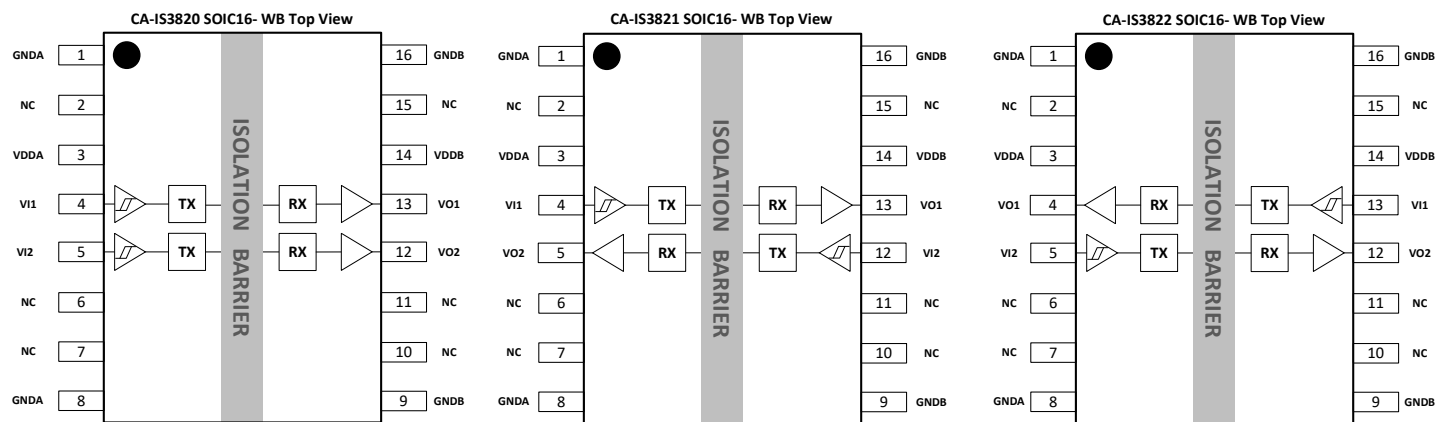 CA-IS3820 SOIC16- WB Top View
GNDA 1 16 GNDB
NC 2 15 NC
VDDA 3 14 VDDB
VI1 4 TX RX 13 VO1
VI2 5 TX RX 12 VO2
NC 6 11 NC
NC 7 10 NC
GNDA 8 9 GNDB
ISOLATION BARRIER
CA-IS3821 SOIC16- WB Top View
GNDA 1 16 GNDB
NC 2 15 NC
VDDA 3 14 VDDB
VI1 4 TX RX 13 VO1
VO2 5 RX TX 12 VI2
NC 6 11 NC
NC 7 10 NC
GNDA 8 9 GNDB
ISOLATION BARRIER
CA-IS3822 SOIC16- WB Top View
GNDA 1 16 GNDB
NC 2 15 NC
VDDA 3 14 VDDB
VO1 4 RX TX 13 VI1
VI2 5 TX RX 12 VO2
NC 6 11 NC
NC 7 10 NC
GNDA 8 9 GNDB
ISOLATION BARRIER